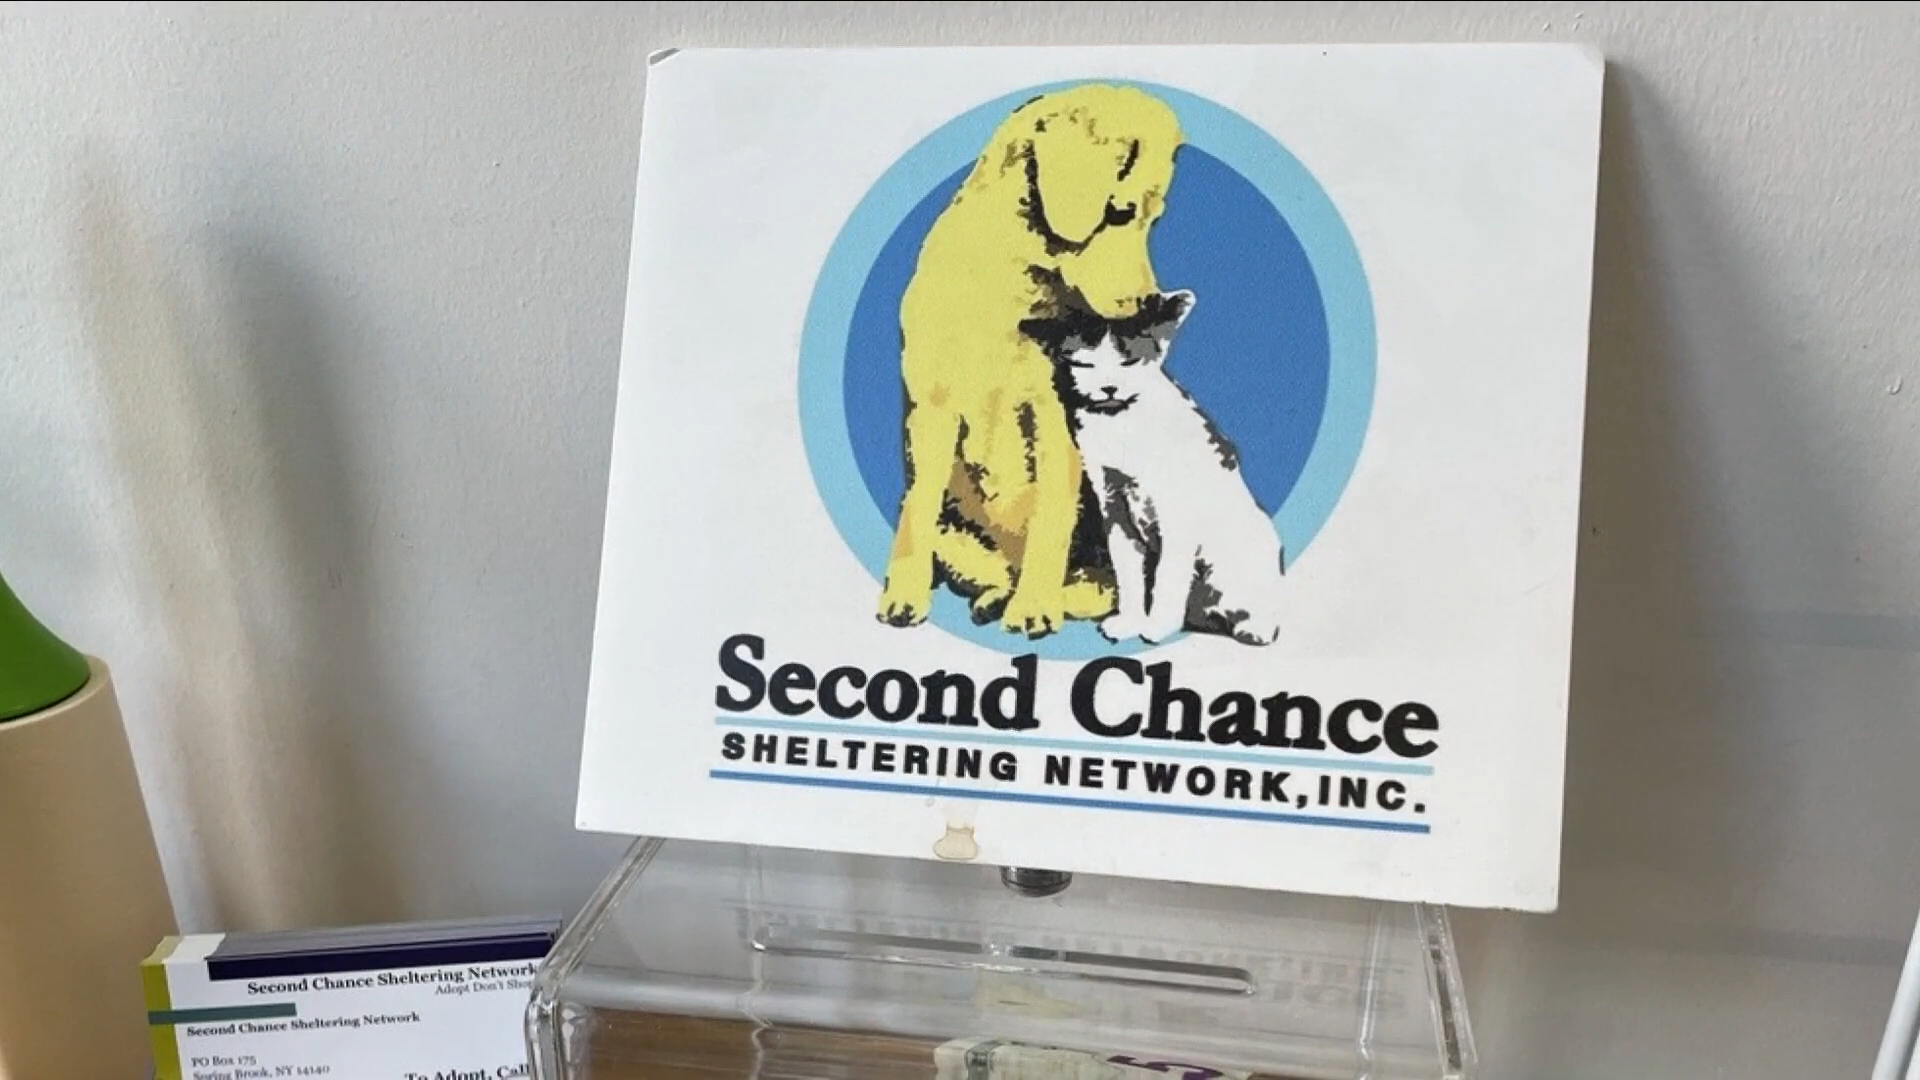 Second Chance
SHELTERING NETWORK, INC.
Second Chance Sheltering Network
Adopt Don't Shop
Second Chance Sheltering Network
PO Box 175
Spring Brook, NY 14140
To Adopt, Call
5